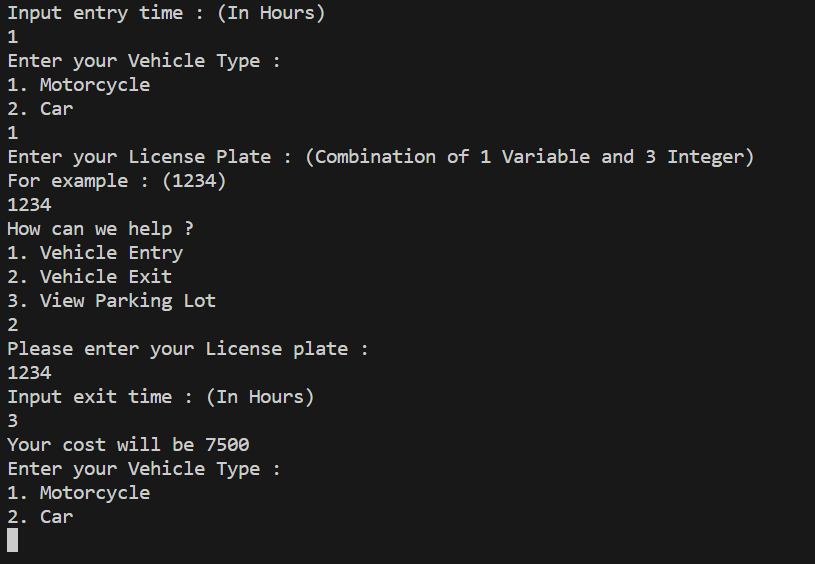 Input entry time : (In Hours)
1
Enter your Vehicle Type :
1. Motorcycle
2. Car
1
Enter your License Plate : (Combination of 1 Variable and 3 Integer)
For example : (1234)
1234
How can we help ?
1. Vehicle Entry
2. Vehicle Exit
3. View Parking Lot
2
Please enter your License plate :
1234
Input exit time : (In Hours)
3
Your cost will be 7500
Enter your Vehicle Type :
1. Motorcycle
2. Car